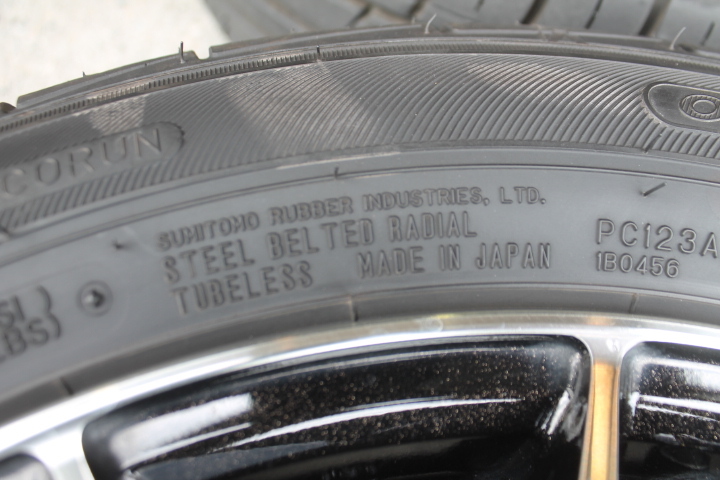 CORUN
SUMITOMO RUBBER INDUSTRIES, LTD.
STEEL BELTED RADIAL
TUBELESS MADE IN JAPAN
PC123A
1B0456